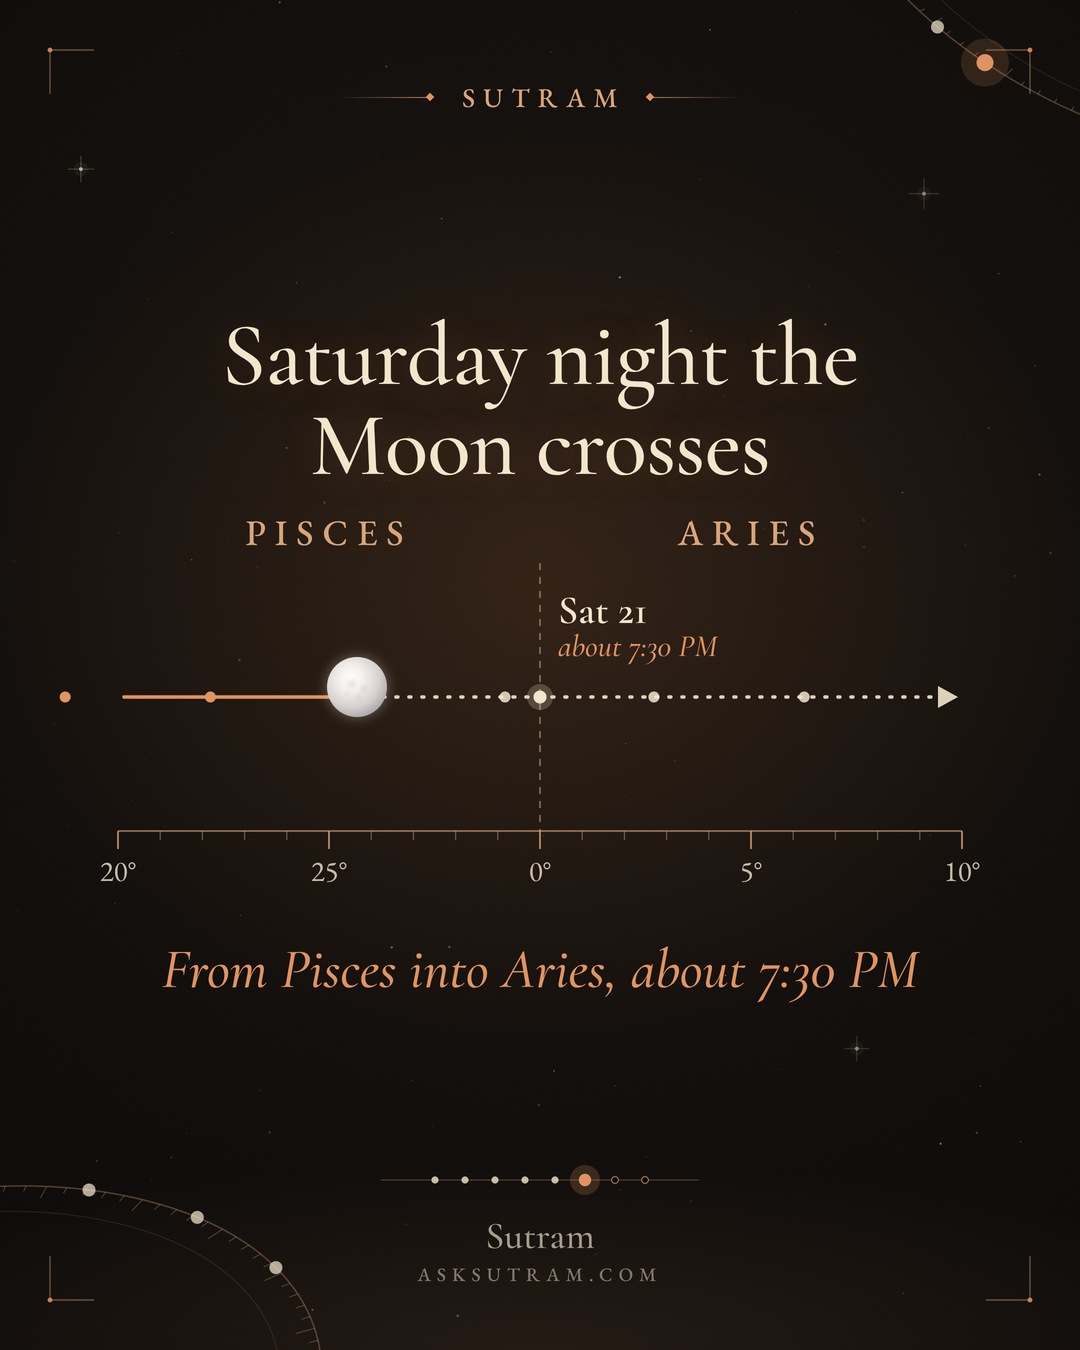 SUTRAM
Saturday night the
Moon crosses
PISCES
ARIES
Sat 21
about 7:30 PM
20°
25°
0°
5°
10°
From Pisces into Aries, about 7:30 PM
Sutram
ASKSUTRAM.COM